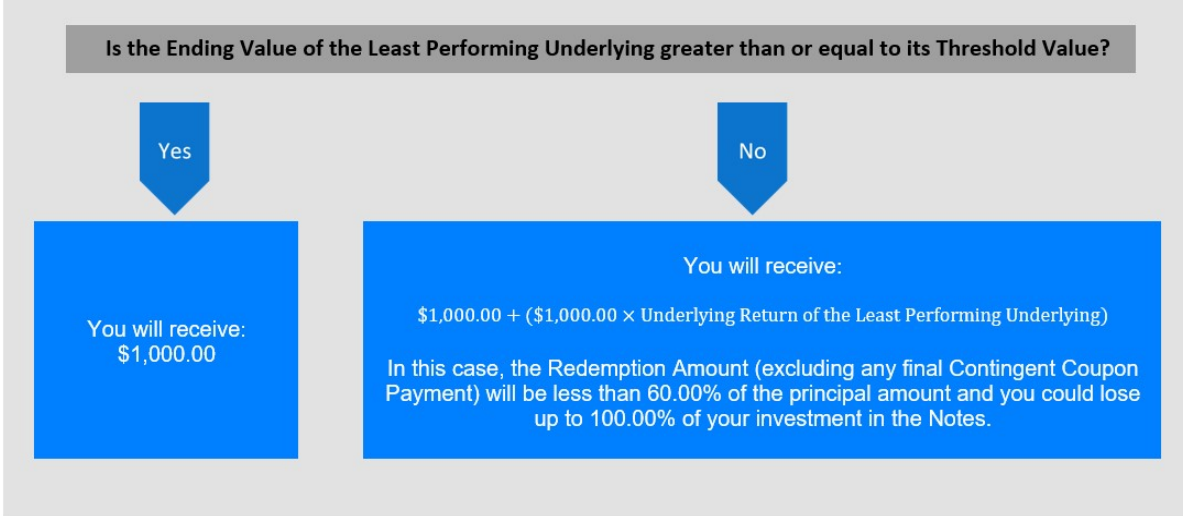 Is the Ending Value of the Least Performing Underlying greater than or equal to its Threshold Value?
Yes
No
You will receive:
$1,000.00
You will receive:
$1,000.00 + ($1,000.00 × Underlying Return of the Least Performing Underlying)
In this case, the Redemption Amount (excluding any final Contingent Coupon
Payment) will be less than 60.00% of the principal amount and you could lose
up to 100.00% of your investment in the Notes.